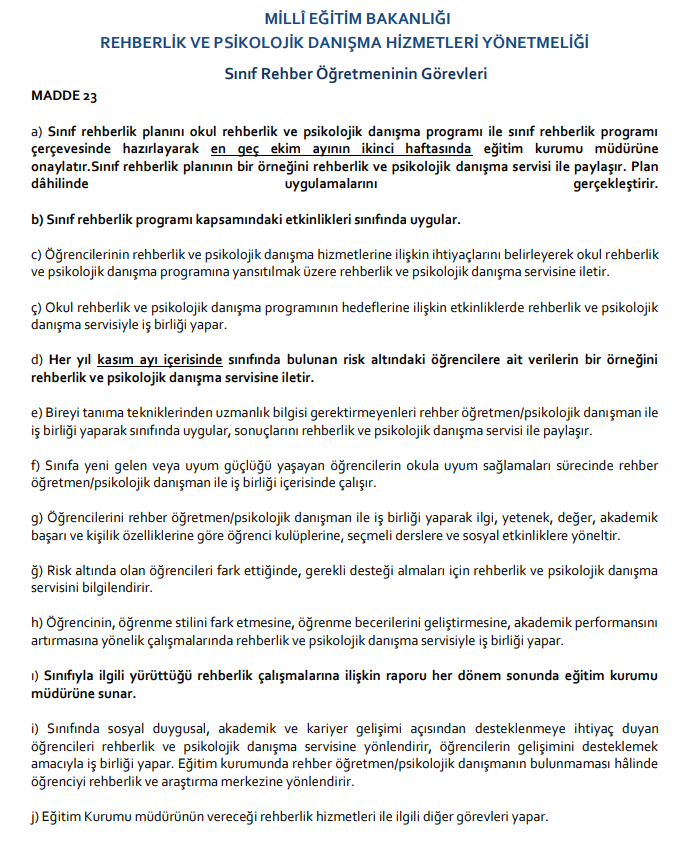 MİLLÎ EĞİTİM BAKANLIĞI
REHBERLİK VE PSİKOLOJİK DANIŞMA HİZMETLERİ YÖNETMELİĞİ
Sınıf Rehber Öğretmeninin Görevleri
MADDE 23
a) Sınıf rehberlik planını okul rehberlik ve psikolojik danışma programı ile sınıf rehberlik programı
çerçevesinde hazırlayarak en geç ekim ayının ikinci haftasında eğitim kurumu müdürüne
onaylatır.Sınıf rehberlik planının bir örneğini rehberlik ve psikolojik danışma servisi ile paylaşır. Plan
dâhilinde uygulamalarını gerçekleştirir.
b) Sınıf rehberlik programı kapsamındaki etkinlikleri sınıfında uygular.
c) Öğrencilerinin rehberlik ve psikolojik danışma hizmetlerine ilişkin ihtiyaçlarını belirleyerek okul rehberlik
ve psikolojik danışma programına yansıtılmak üzere rehberlik ve psikolojik danışma servisine iletir.
ç) Okul rehberlik ve psikolojik danışma programının hedeflerine ilişkin etkinliklerde rehberlik ve psikolojik
danışma servisiyle iş birliği yapar.
d) Her yıl kasım ayı içerisinde sınıfında bulunan risk altındaki öğrencilere ait verilerin bir örneğini
rehberlik ve psikolojik danışma servisine iletir.
e) Bireyi tanıma tekniklerinden uzmanlık bilgisi gerektirmeyenleri rehber öğretmen/psikolojik danışman ile
iş birliği yaparak sınıfında uygular, sonuçlarını rehberlik ve psikolojik danışma servisi ile paylaşır.
f) Sınıfa yeni gelen veya uyum güçlüğü yaşayan öğrencilerin okula uyum sağlamaları sürecinde rehber
öğretmen/psikolojik danışman ile iş birliği içerisinde çalışır.
g) Öğrencilerini rehber öğretmen/psikolojik danışman ile iş birliği yaparak ilgi, yetenek, değer, akademik
başarı ve kişilik özelliklerine göre öğrenci kulüplerine, seçmeli derslere ve sosyal etkinliklere yöneltir.
ğ) Risk altında olan öğrencileri fark ettiğinde, gerekli desteği almaları için rehberlik ve psikolojik danışma
servisini bilgilendirir.
h) Öğrencinin, öğrenme stilini fark etmesine, öğrenme becerilerini geliştirmesine, akademik performansını
artırmasına yönelik çalışmalarında rehberlik ve psikolojik danışma servisiyle iş birliği yapar.
ı) Sınıfıyla ilgili yürüttüğü rehberlik çalışmalarına ilişkin raporu her dönem sonunda eğitim kurumu
müdürüne sunar.
i) Sınıfında sosyal duygusal, akademik ve kariyer gelişimi açısından desteklenmeye ihtiyaç duyan
öğrencileri rehberlik ve psikolojik danışma servisine yönlendirir, öğrencilerin gelişimini desteklemek
amacıyla iş birliği yapar. Eğitim kurumunda rehber öğretmen/psikolojik danışmanın bulunmaması hâlinde
öğrenciyi rehberlik ve araştırma merkezine yönlendirir.
j) Eğitim Kurumu müdürünün vereceği rehberlik hizmetleri ile ilgili diğer görevleri yapar.